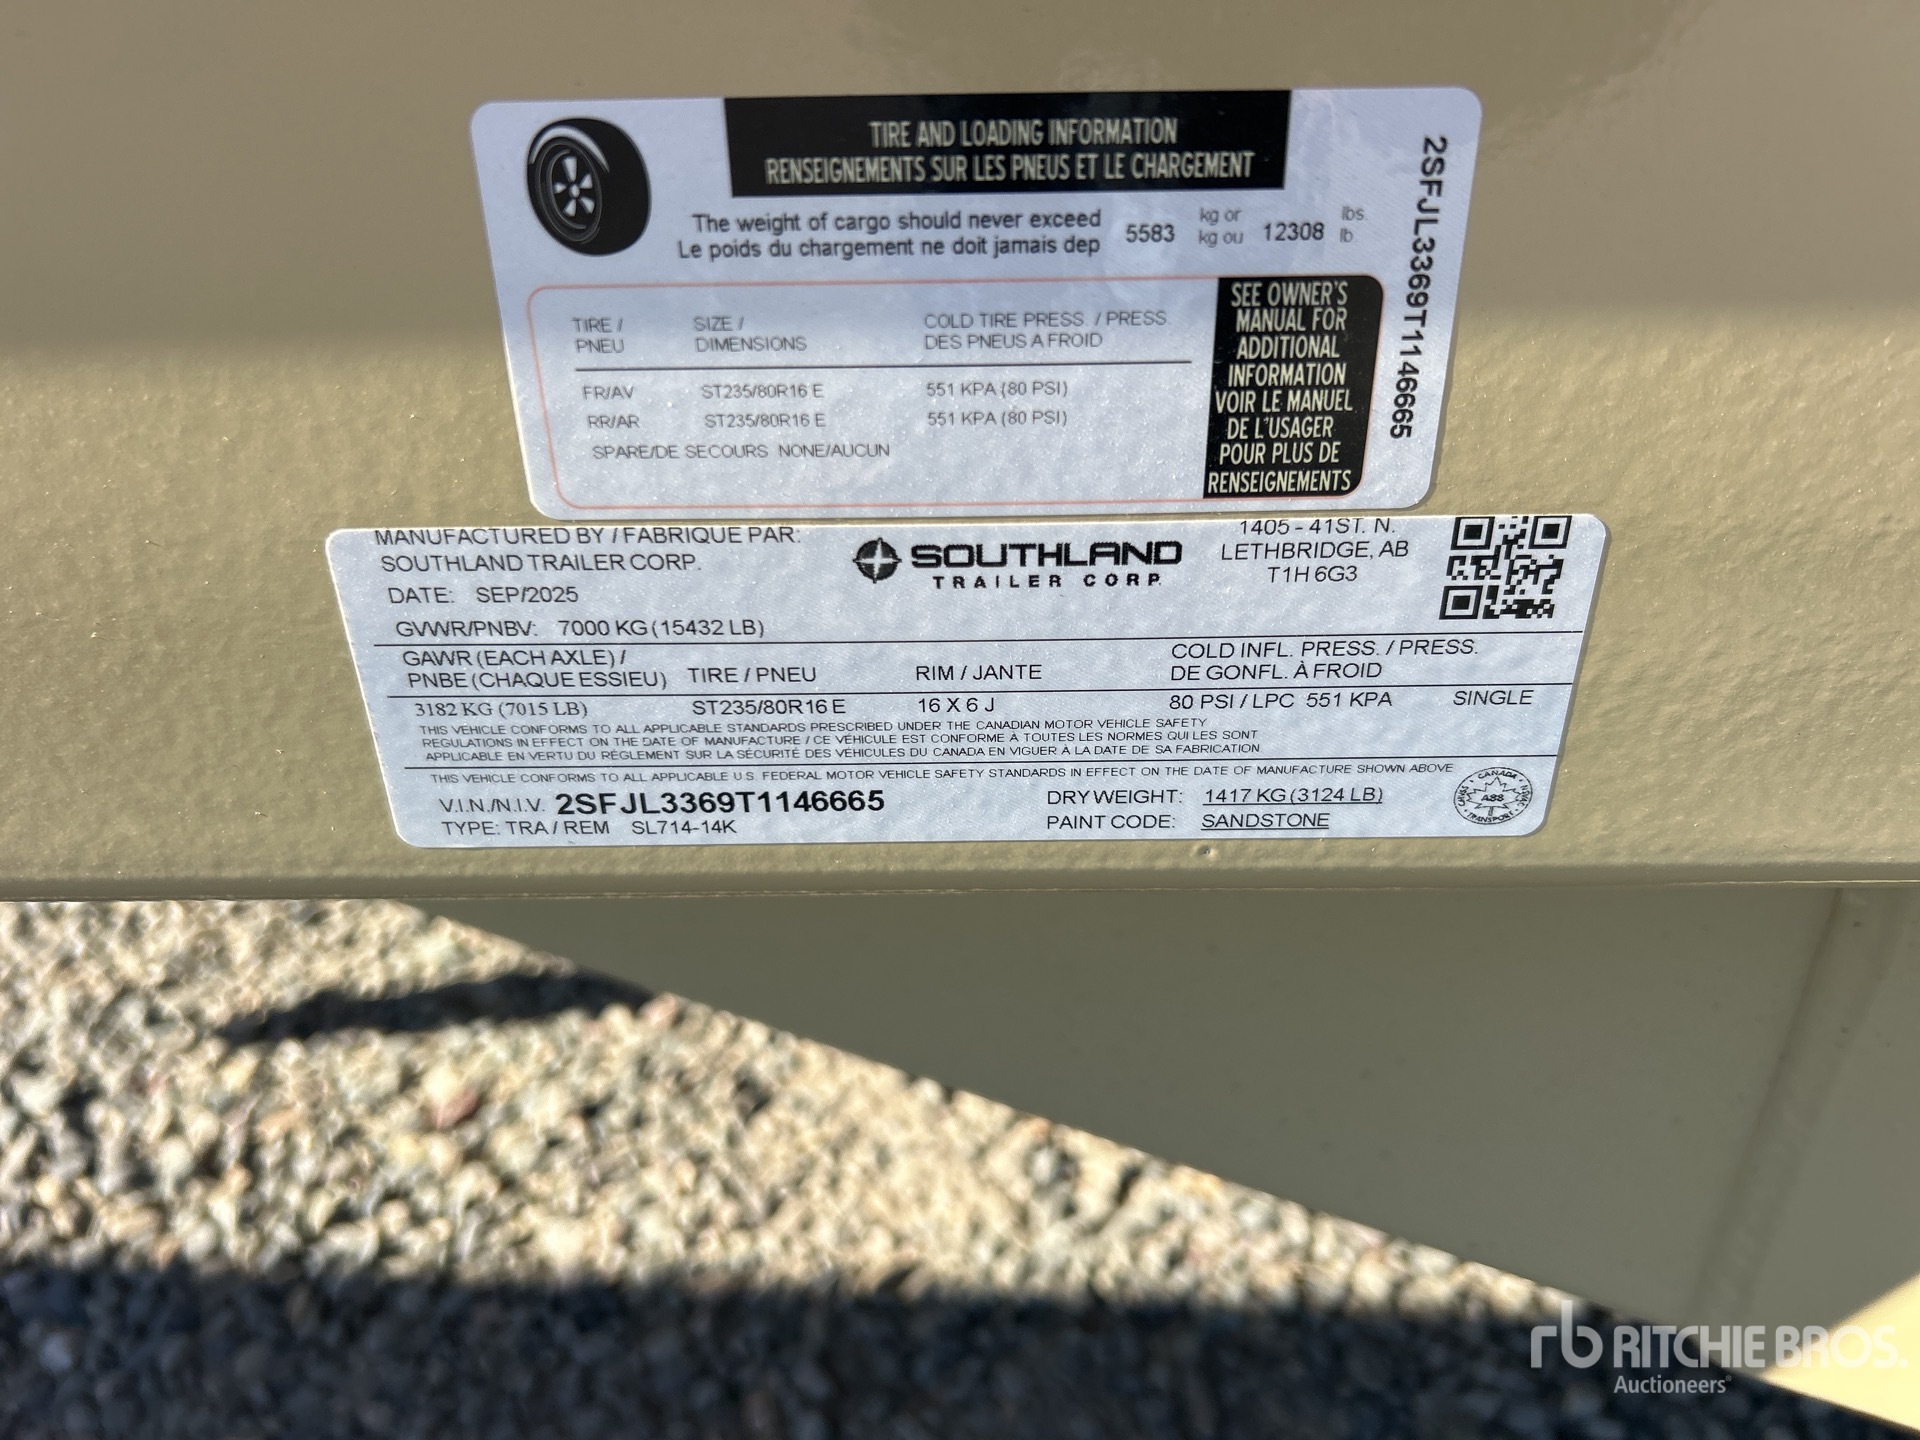 TIRE AND LOADING INFORMATION
RENSEIGNEMENTS SUR LES PNEUS ET LE CHARGEMENT
The weight of cargo should never exceed
Le poids du chargement ne doit jamais dep
5583 kg or 12308 lbs.
kg ou lb
2SFJL3369T1146665
TIRE / SIZE / COLD TIRE PRESS. / PRESS.
PNEU DIMENSIONS DES PNEUS A FROID
FR/AV ST235/80R16 E 551 KPA (80 PSI)
RR/AR ST235/80R16 E 551 KPA (80 PSI)
SPARE/DE SECOURS NONE/AUCUN
SEE OWNER'S
MANUAL FOR
ADDITIONAL
INFORMATION
VOIR LE MANUEL
DE L'USAGER
POUR PLUS DE
RENSEIGNEMENTS
MANUFACTURED BY / FABRIQUE PAR:
SOUTHLAND TRAILER CORP.
SOUTHLAND
TRAILER CORP.
1405 - 41ST. N.
LETHBRIDGE, AB
T1H 6G3
DATE: SEP/2025
GVWR/PNBV: 7000 KG (15432 LB)
GAWR (EACH AXLE) / TIRE / PNEU RIM / JANTE COLD INFL. PRESS. / PRESS.
PNBE (CHAQUE ESSIEU) DE GONFL. À FROID
3182 KG (7015 LB) ST235/80R16 E 16 X 6 J 80 PSI / LPC 551 KPA SINGLE
THIS VEHICLE CONFORMS TO ALL APPLICABLE STANDARDS PRESCRIBED UNDER THE CANADIAN MOTOR VEHICLE SAFETY
REGULATIONS IN EFFECT ON THE DATE OF MANUFACTURE / CE VÉHICULE EST CONFORME À TOUTES LES NORMES QUI LES SONT
APPLICABLE EN VERTU DU RÈGLEMENT SUR LA SÉCURITÉ DES VÉHICULES DU CANADA EN VIGUER À LA DATE DE SA FABRICATION
THIS VEHICLE CONFORMS TO ALL APPLICABLE U.S. FEDERAL MOTOR VEHICLE SAFETY STANDARDS IN EFFECT ON THE DATE OF MANUFACTURE SHOWN ABOVE
V.I.N./N.I.V. 2SFJL3369T1146665 DRY WEIGHT: 1417 KG (3124 LB)
TYPE: TRA / REM SL714-14K PAINT CODE: SANDSTONE
CANADA
TRANSPORT
rb RITCHIE BROS.
Auctioneers